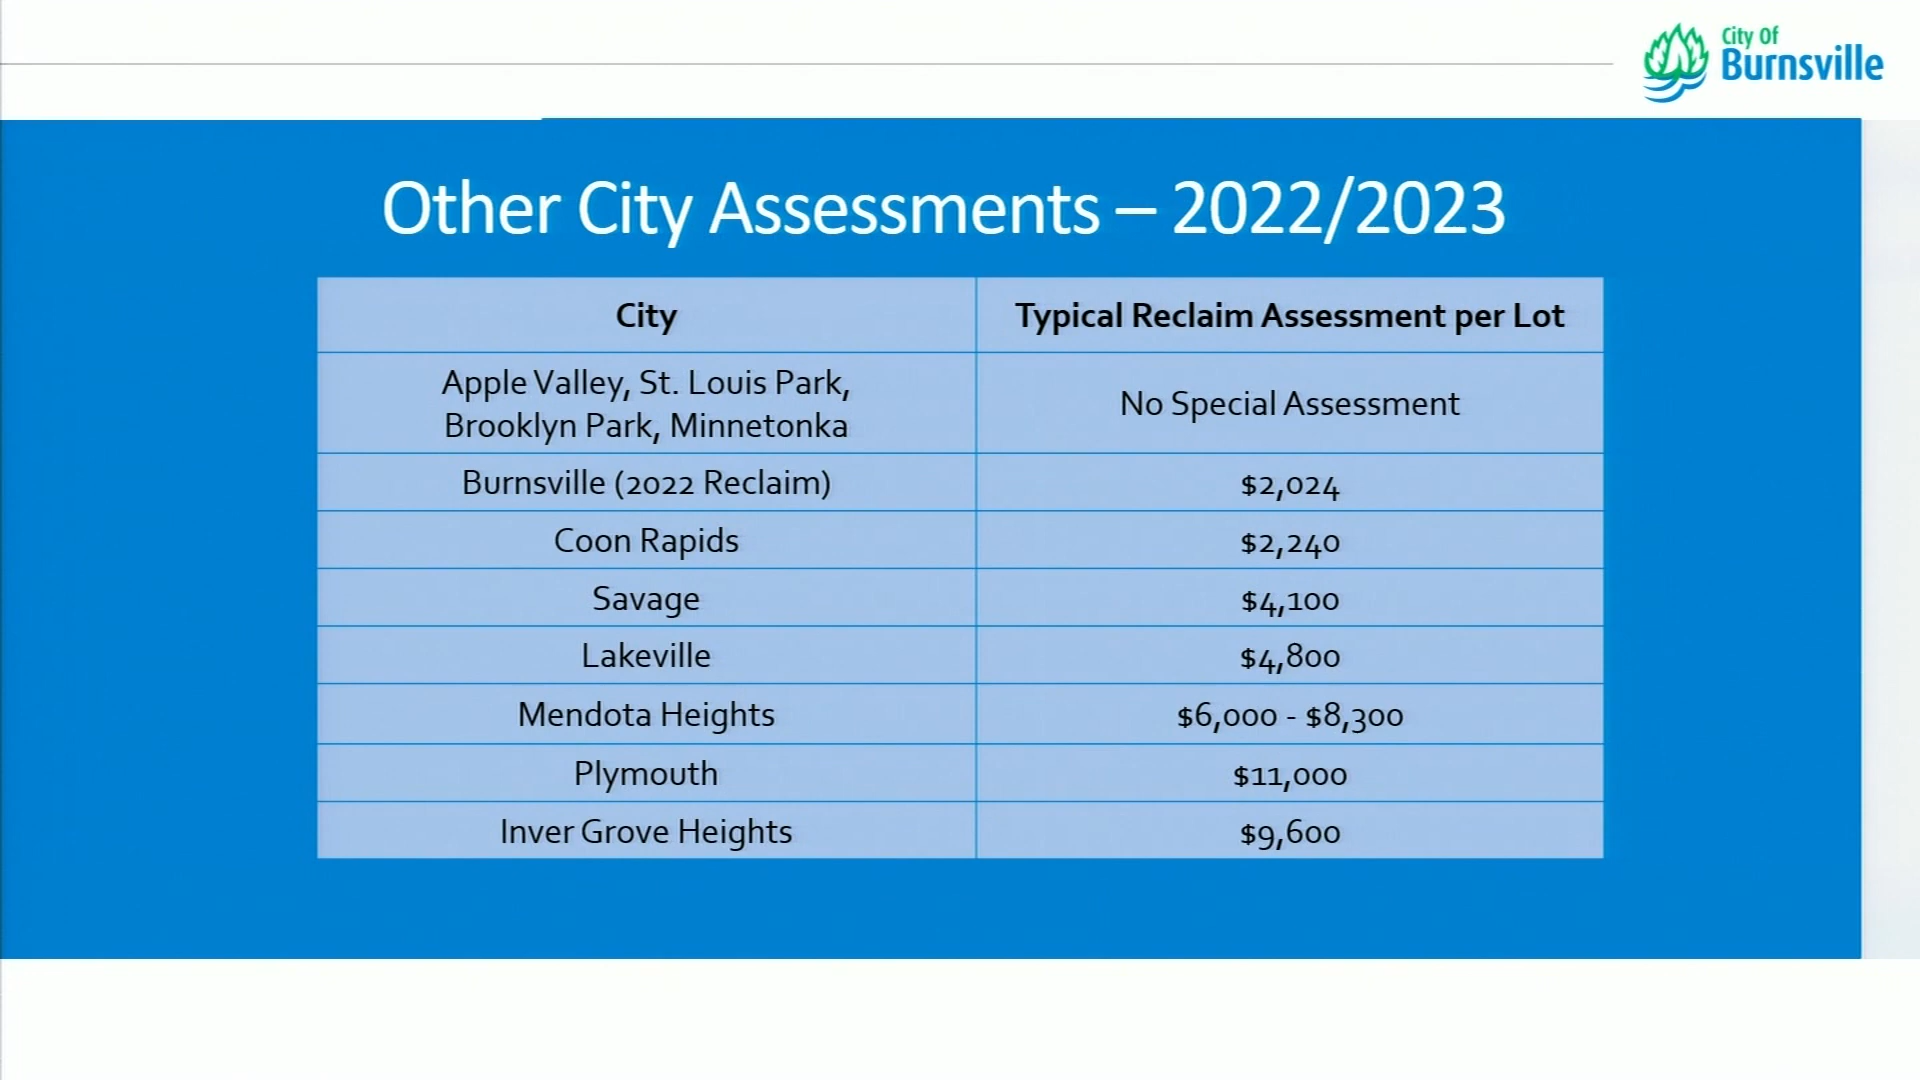 City Of
Burnsville
Other City Assessments – 2022/2023
City
Typical Reclaim Assessment per Lot
Apple Valley, St. Louis Park,
Brooklyn Park, Minnetonka
No Special Assessment
Burnsville (2022 Reclaim)
$2,024
Coon Rapids
$2,240
Savage
$4,100
Lakeville
$4,800
Mendota Heights
$6,000 - $8,300
Plymouth
$11,000
Inver Grove Heights
$9,600